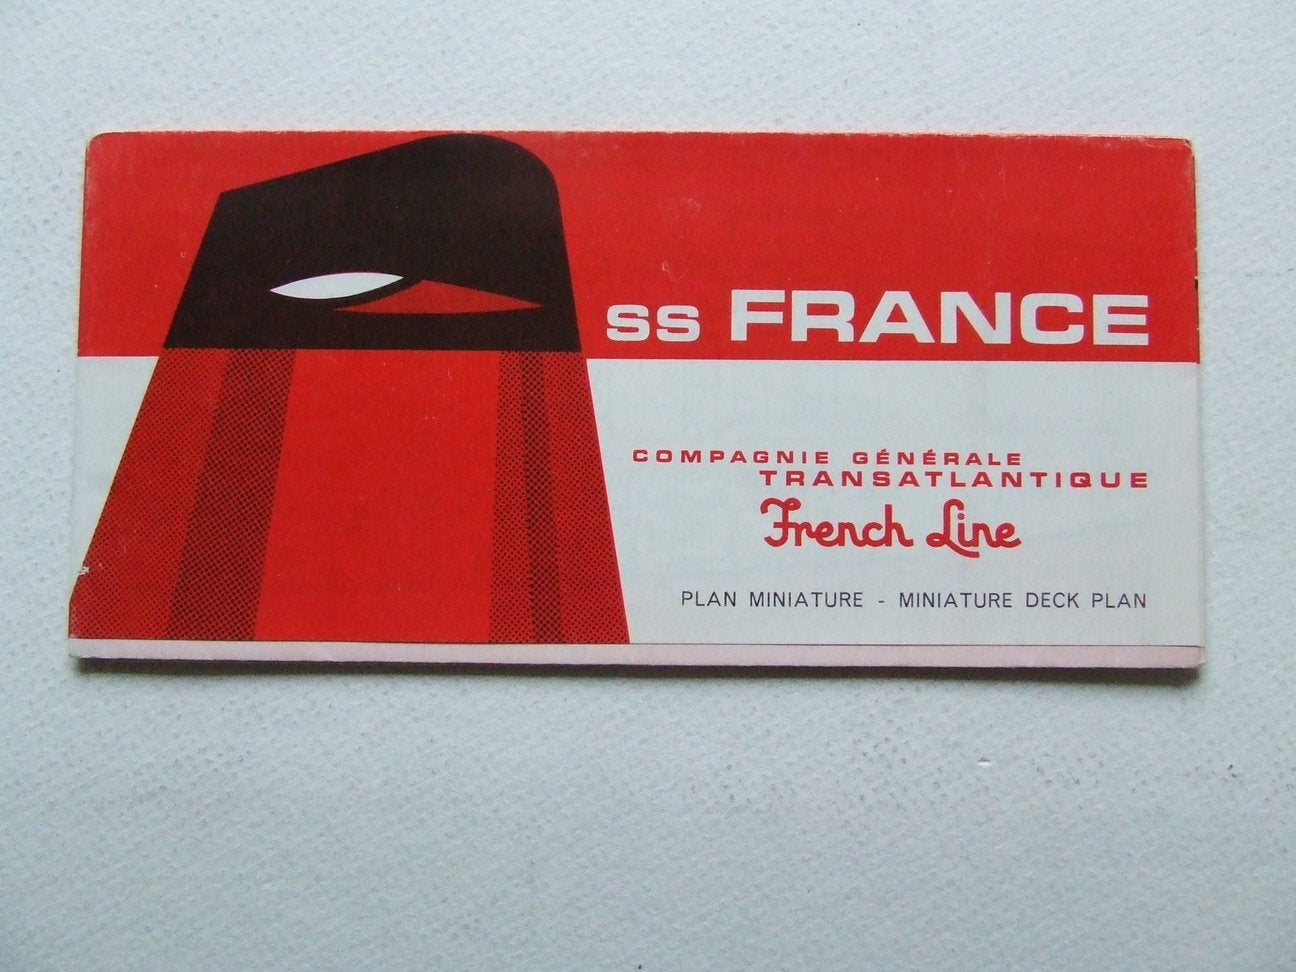 ss FRANCE
COMPAGNIE GÉNÉRALE
TRANSATLANTIQUE
French Line
PLAN MINIATURE - MINIATURE DECK PLAN